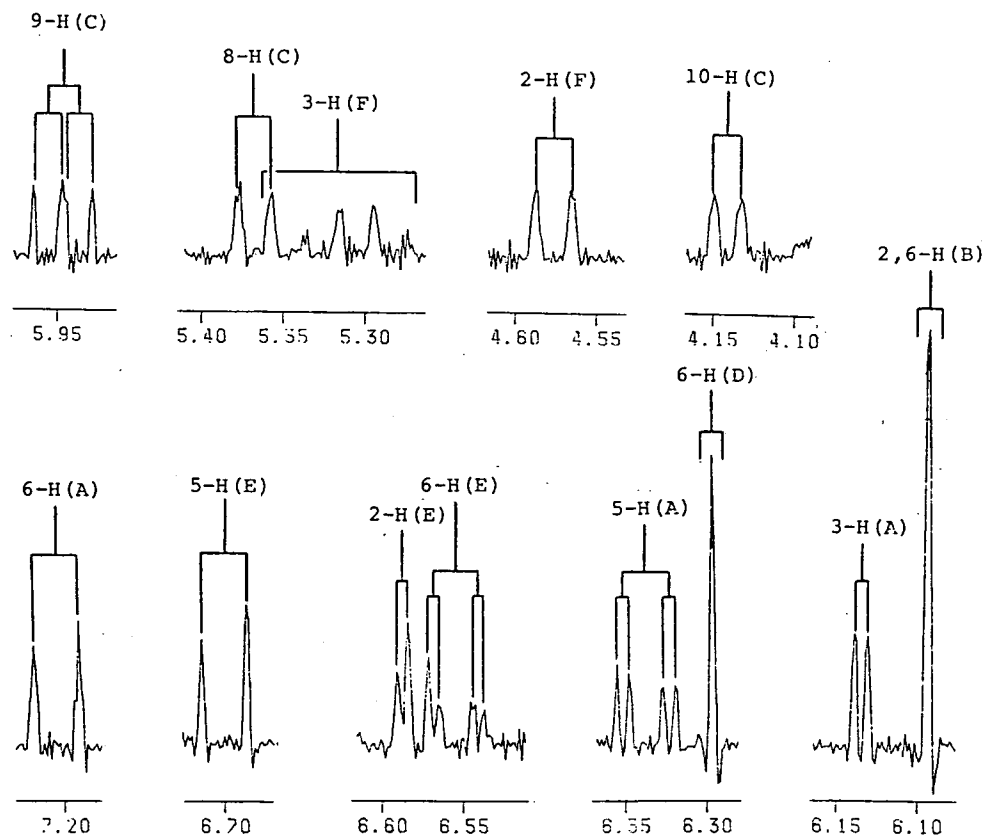 9-H(C)
8-H(C)
3-H(F)
2-H(F)
10-H(C)
2,6-H(B)
5.95
5.40 5.35 5.30
4.60 4.55
4.15 4.10
6-H(D)
6-H(A)
5-H(E)
6-H(E)
2-H(E)
5-H(A)
3-H(A)
7.20
6.70
6.60 6.55
6.35 6.30
6.15 6.10